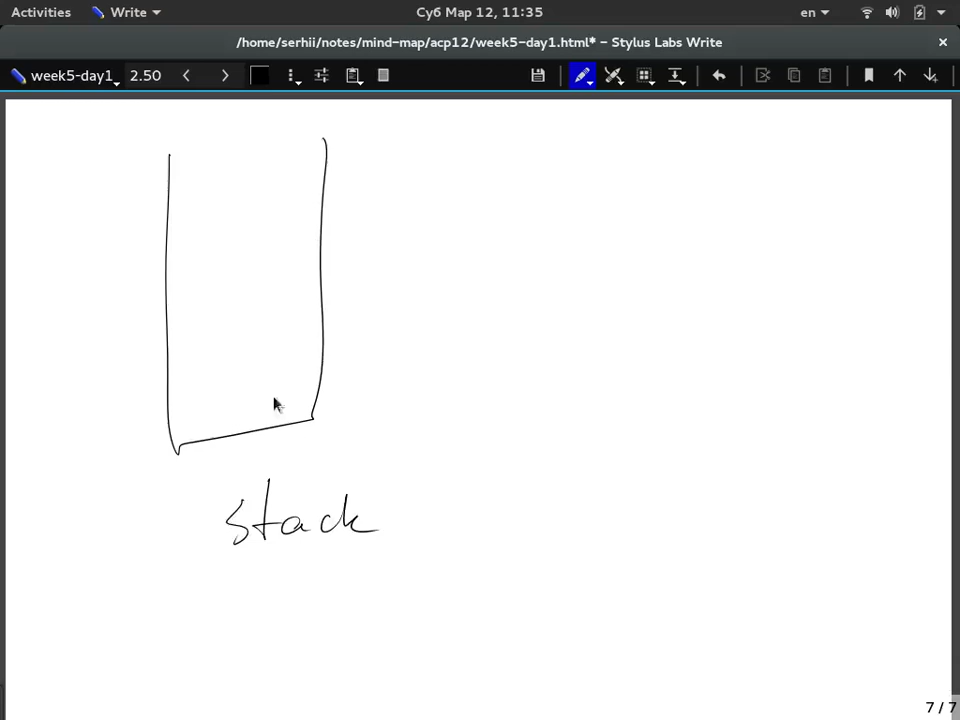 Activities Write Суб Мар 12, 11:35 en
/home/serhii/notes/mind-map/acp12/week5-day1.html* – Stylus Labs Write
week5-day1 2.50
stack
7 / 7